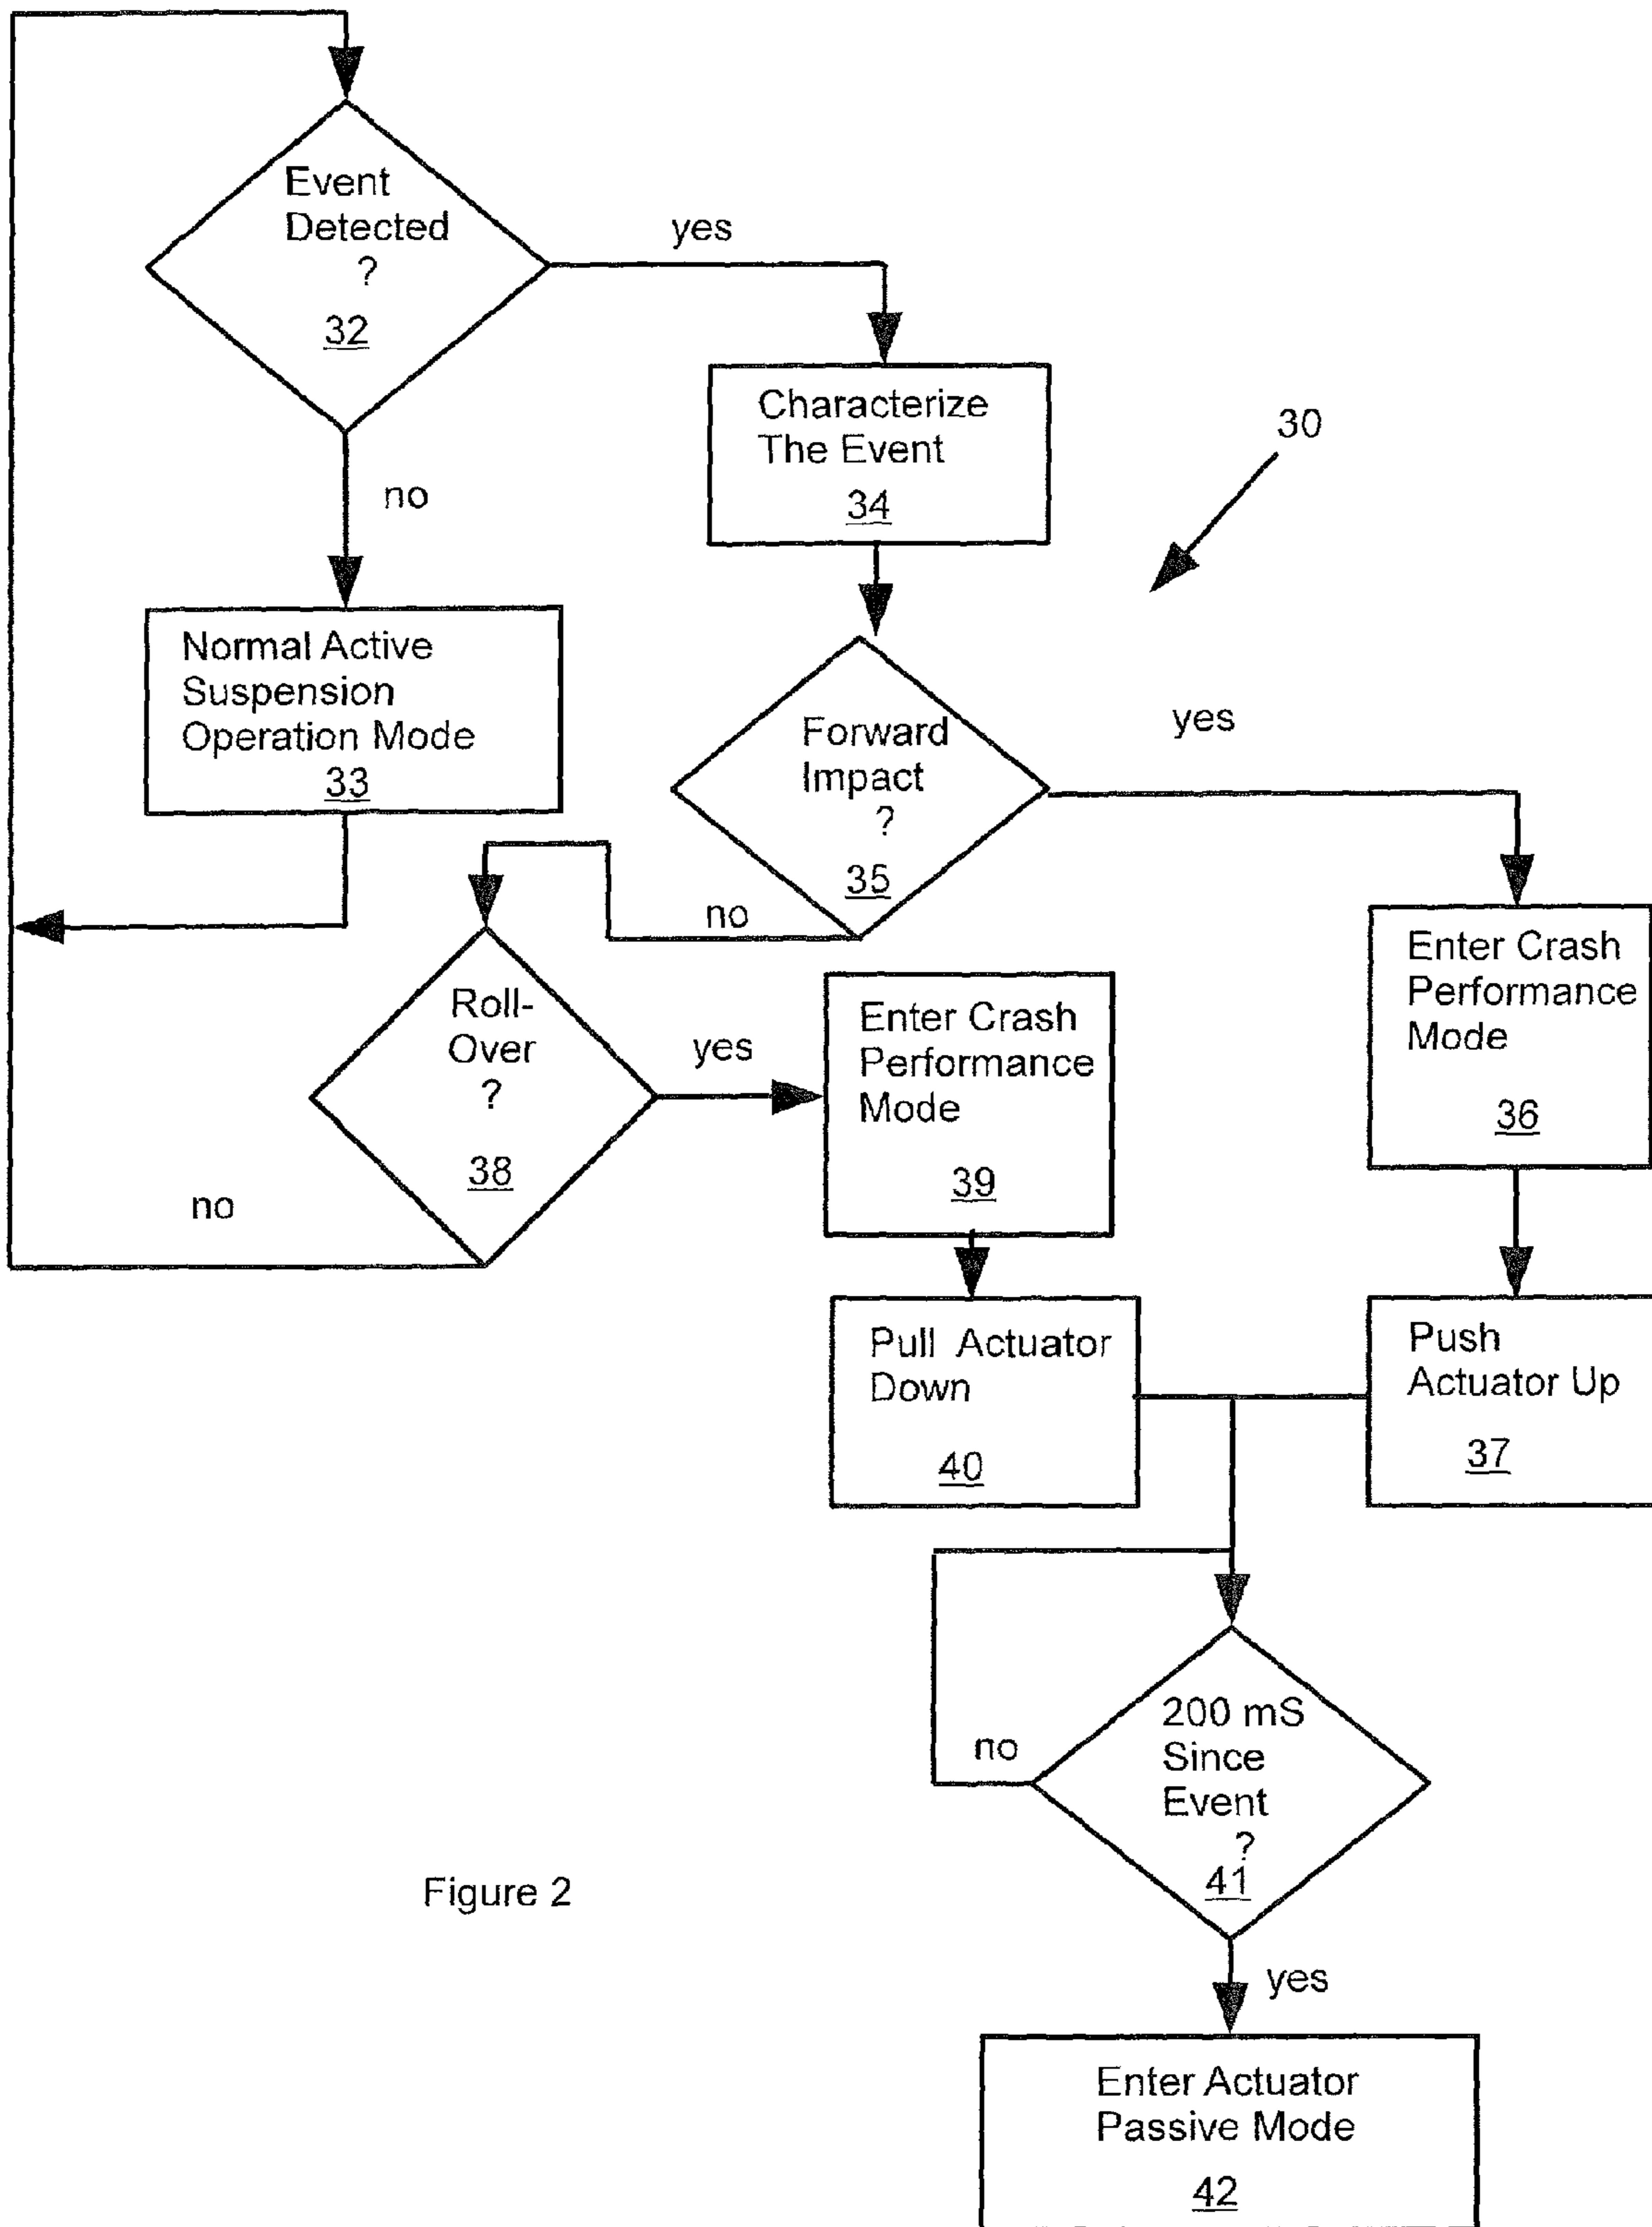 Event
Detected
?
32
yes
no
Characterize
The Event
34
30
Normal Active
Suspension
Operation Mode
33
Forward
Impact
?
35
yes
no
Enter Crash
Performance
Mode
36
Roll-
Over
?
38
yes
no
Enter Crash
Performance
Mode
39
Pull Actuator
Down
40
Push
Actuator Up
37
200 mS
Since
Event
?
41
no
yes
Enter Actuator
Passive Mode
42
Figure 2